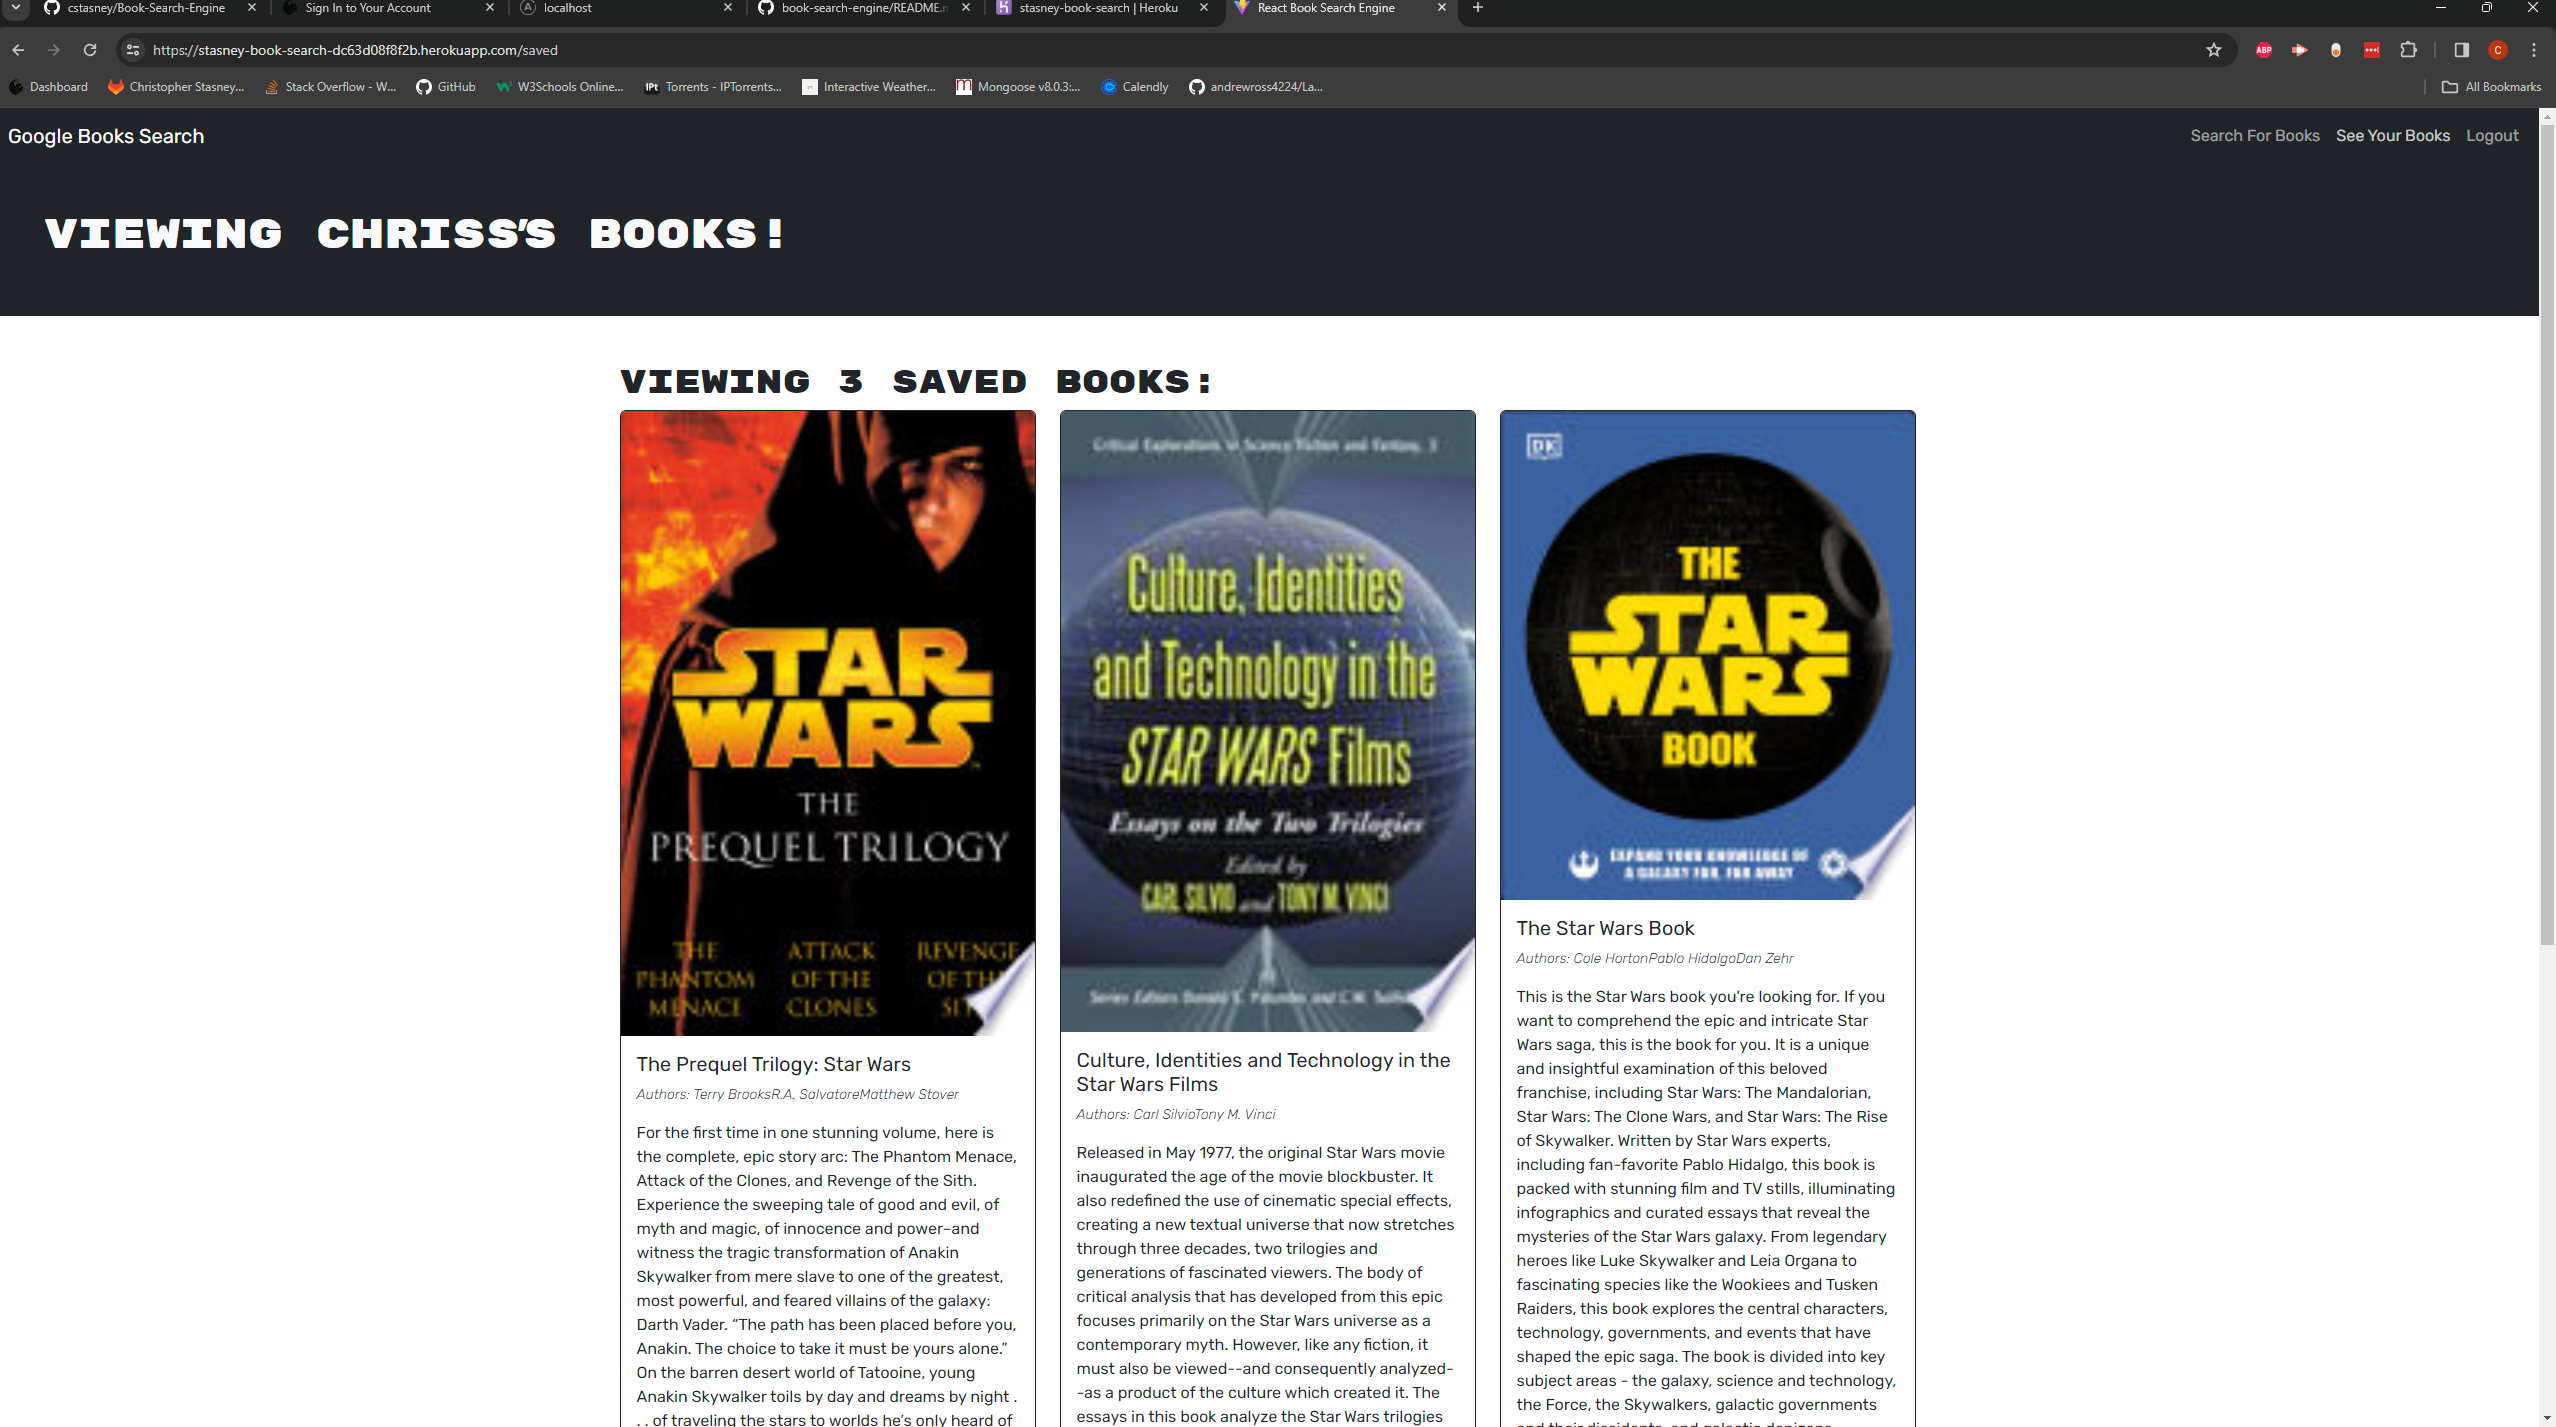 cstasney/Book-Search-Engine
Sign In to Your Account
localhost
book-search-engine/README.m
stasney-book-search | Heroku
React Book Search Engine
https://stasney-book-search-dc63d08f8f2b.herokuapp.com/saved
ABP
C
Dashboard
Christopher Stasney...
Stack Overflow - W...
GitHub
W3Schools Online...
IPt
Torrents - IPTorrents...
Interactive Weather...
Mongoose v8.0.3:...
Calendly
andrewross4224/La...
All Bookmarks
Google Books Search
Search For Books
See Your Books
Logout
VIEWING CHRISS'S BOOKS!
VIEWING 3 SAVED BOOKS:
STAR
WARS
THE
PREQUEL TRILOGY
THE
PHANTOM
MENACE
ATTACK
OF THE
CLONES
REVENGE
OF THE
The Prequel Trilogy: Star Wars
Authors: Terry BrooksR.A. SalvatoreMatthew Stover
For the first time in one stunning volume, here is
the complete, epic story arc: The Phantom Menace,
Attack of the Clones, and Revenge of the Sith.
Experience the sweeping tale of good and evil, of
myth and magic, of innocence and power–and
witness the tragic transformation of Anakin
Skywalker from mere slave to one of the greatest,
most powerful, and feared villains of the galaxy:
Darth Vader. “The path has been placed before you,
Anakin. The choice to take it must be yours alone.”
On the barren desert world of Tatooine, young
Anakin Skywalker toils by day and dreams by night .
. . of traveling the stars to worlds he’s only heard of
Critical Explorations in Science Fiction and Fantasy, 3
Culture, Identities
and Technology in the
STAR WARS Films
Essays on the Two Trilogies
Edited by
CARL SILVIO and TONY M. VINCI
Series Editors Donald E. Palumbo and C.W.
Culture, Identities and Technology in the
Star Wars Films
Authors: Carl SilvioTony M. Vinci
Released in May 1977, the original Star Wars movie
inaugurated the age of the movie blockbuster. It
also redefined the use of cinematic special effects,
creating a new textual universe that now stretches
through three decades, two trilogies and
generations of fascinated viewers. The body of
critical analysis that has developed from this epic
focuses primarily on the Star Wars universe as a
contemporary myth. However, like any fiction, it
must also be viewed--and consequently analyzed-
-as a product of the culture which created it. The
essays in this book analyze the Star Wars trilogies
DK
THE
STAR
WARS
BOOK
EXPAND YOUR KNOWLEDGE OF
A GALAXY FAR, FAR AWAY
The Star Wars Book
Authors: Cole HortonPablo HidalgoDan Zehr
This is the Star Wars book you're looking for. If you
want to comprehend the epic and intricate Star
Wars saga, this is the book for you. It is a unique
and insightful examination of this beloved
franchise, including Star Wars: The Mandalorian,
Star Wars: The Clone Wars, and Star Wars: The Rise
of Skywalker. Written by Star Wars experts,
including fan-favorite Pablo Hidalgo, this book is
packed with stunning film and TV stills, illuminating
infographics and curated essays that reveal the
mysteries of the Star Wars galaxy. From legendary
heroes like Luke Skywalker and Leia Organa to
fascinating species like the Wookiees and Tusken
Raiders, this book explores the central characters,
technology, governments, and events that have
shaped the epic saga. The book is divided into key
subject areas - the galaxy, science and technology,
the Force, the Skywalkers, galactic governments
and their dissidents, and galactic denizens